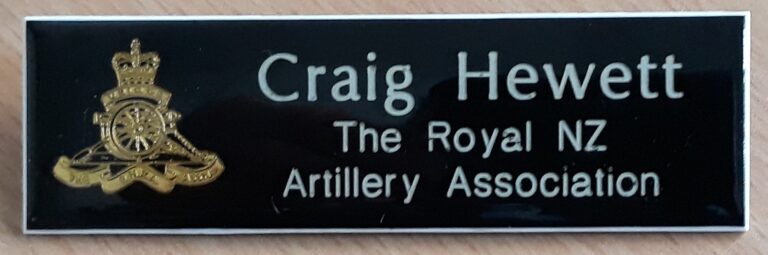 Craig Hewett
The Royal NZ
Artillery Association